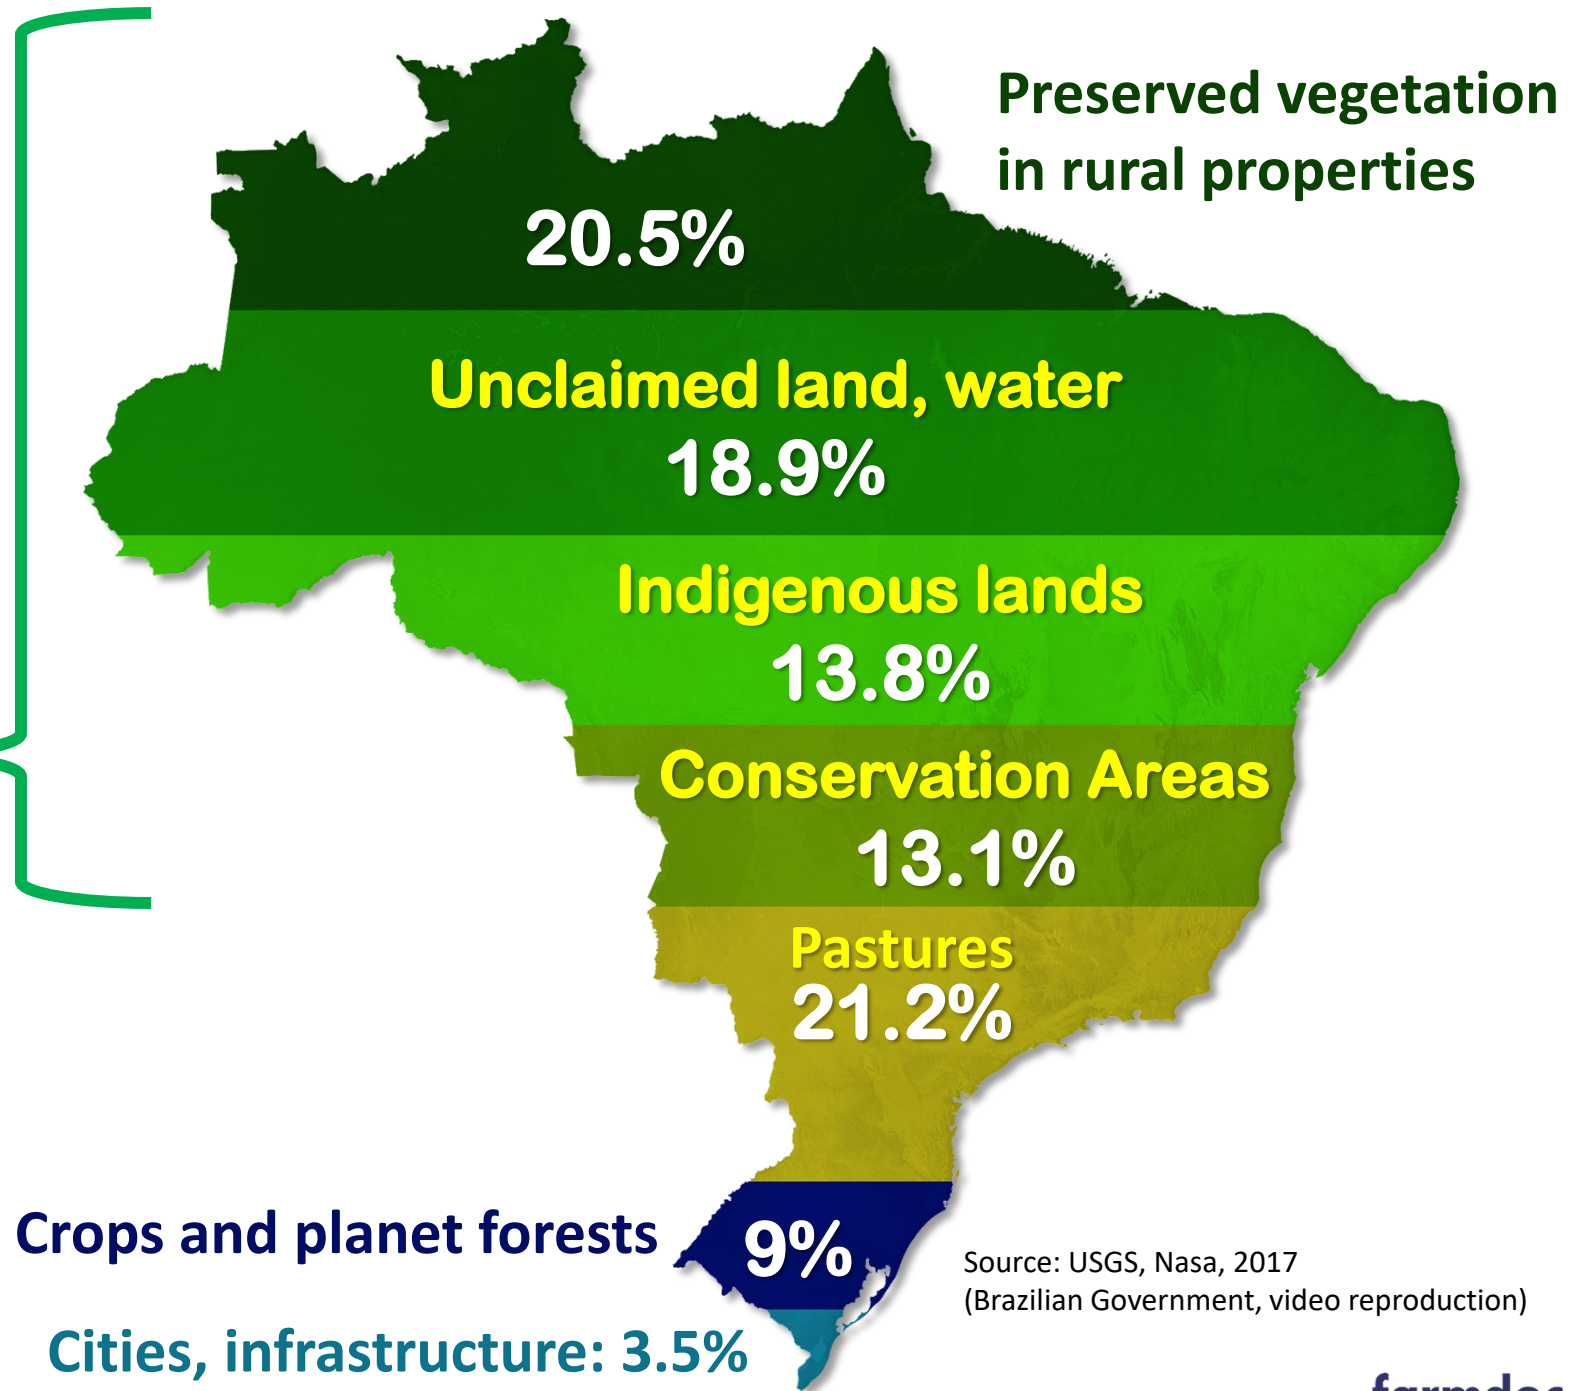 Preserved vegetation
in rural properties
20.5%
Unclaimed land, water
18.9%
Indigenous lands
13.8%
Conservation Areas
13.1%
Pastures
21.2%
Crops and planet forests
9%
Source: USGS, Nasa, 2017
(Brazilian Government, video reproduction)
Cities, infrastructure: 3.5%